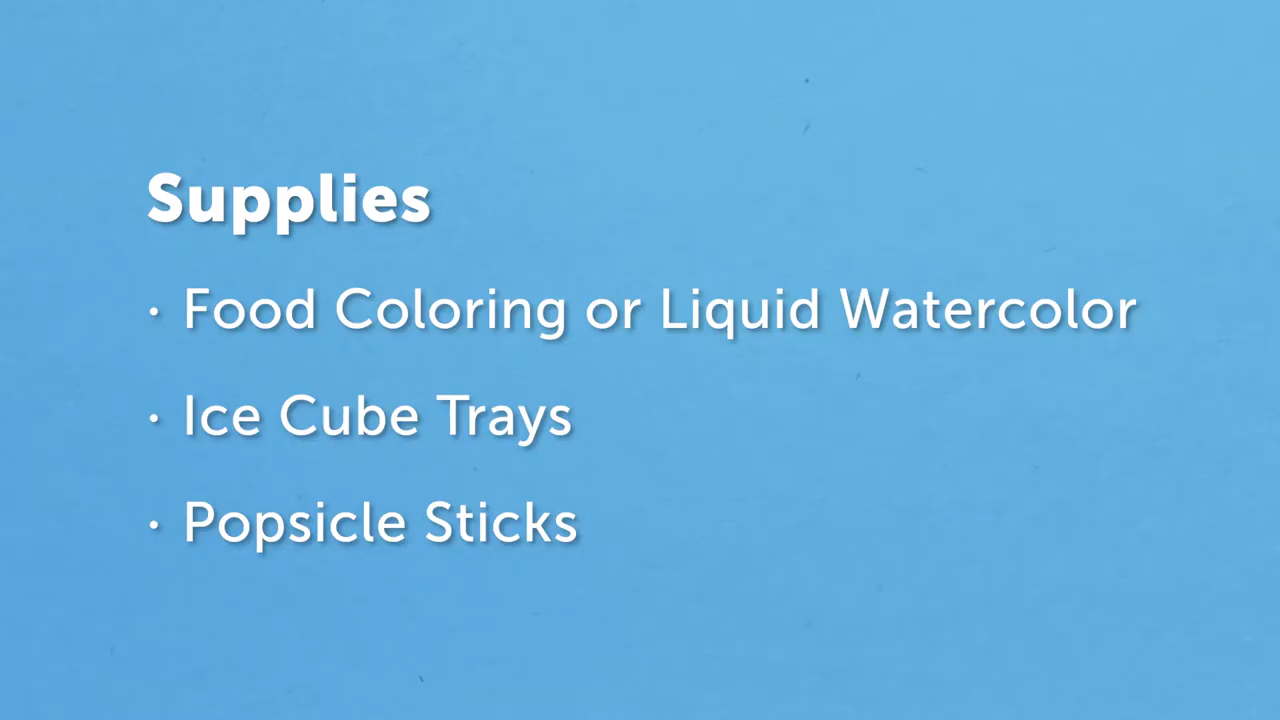 Supplies
· Food Coloring or Liquid Watercolor
· Ice Cube Trays
· Popsicle Sticks